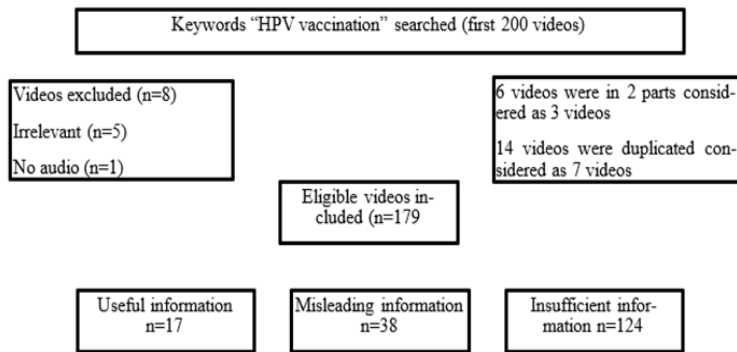 Keywords “HPV vaccination” searched (first 200 videos)
Videos excluded (n=8)
Irrelevant (n=5)
No audio (n=1)
6 videos were in 2 parts consid-
ered as 3 videos
14 videos were duplicated con-
sidered as 7 videos
Eligible videos in-
cluded (n=179
Useful information
n=17
Misleading information
n=38
Insufficient infor-
mation n=124